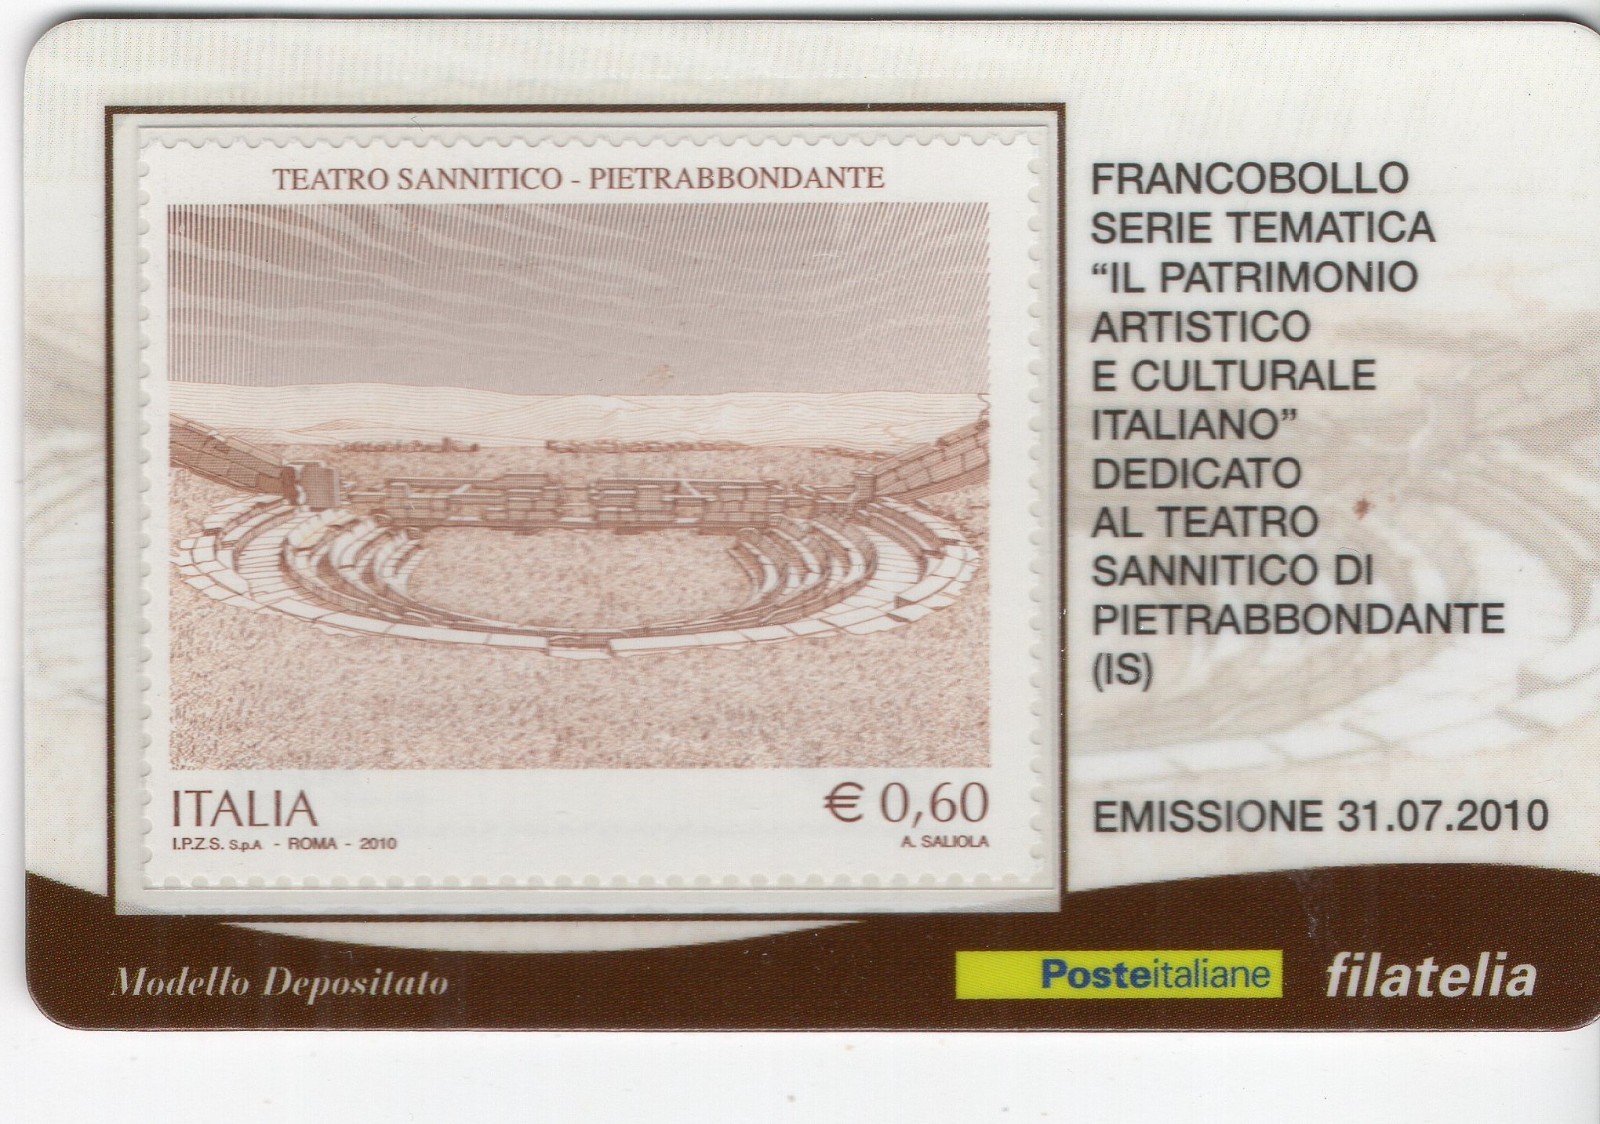 TEATRO SANNITICO - PIETRABBONDANTE
ITALIA
€ 0,60
I.P.Z.S. S.p.A - ROMA - 2010
A. SALIOLA
FRANCOBOLLO
SERIE TEMATICA
“IL PATRIMONIO
ARTISTICO
E CULTURALE
ITALIANO”
DEDICATO
AL TEATRO
SANNITICO DI
PIETRABBONDANTE
(IS)
EMISSIONE 31.07.2010
Modello Depositato
Posteitaliane
filatelia